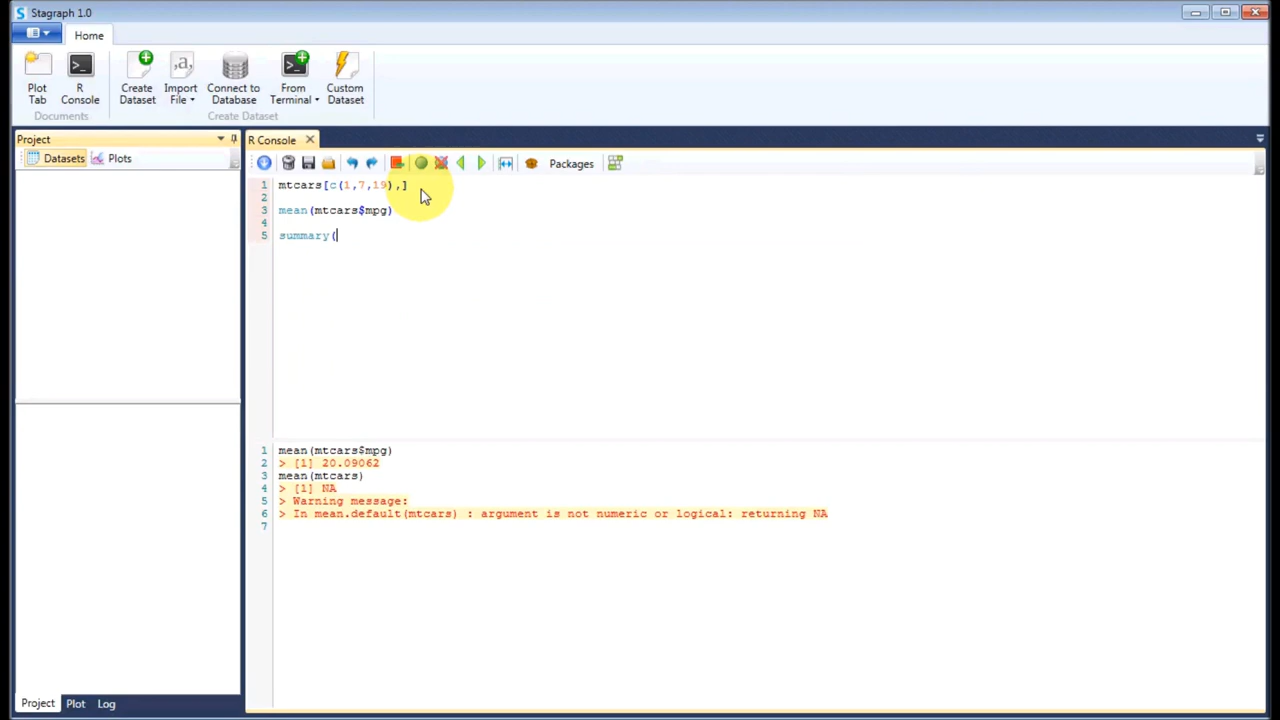 Stagraph 1.0
Home
Plot Tab
R Console
Create Dataset
Import File
Connect to Database
From Terminal
Custom Dataset
Documents
Create Dataset
Project
R Console
Datasets
Plots
Packages
1 mtcars[c(1,7,19),]
2
3 mean(mtcars$mpg)
4
5 summary(
1 mean(mtcars$mpg)
2 > [1] 20.09062
3 mean(mtcars)
4 > [1] NA
5 > Warning message:
6 > In mean.default(mtcars) : argument is not numeric or logical: returning NA
7
Project
Plot
Log